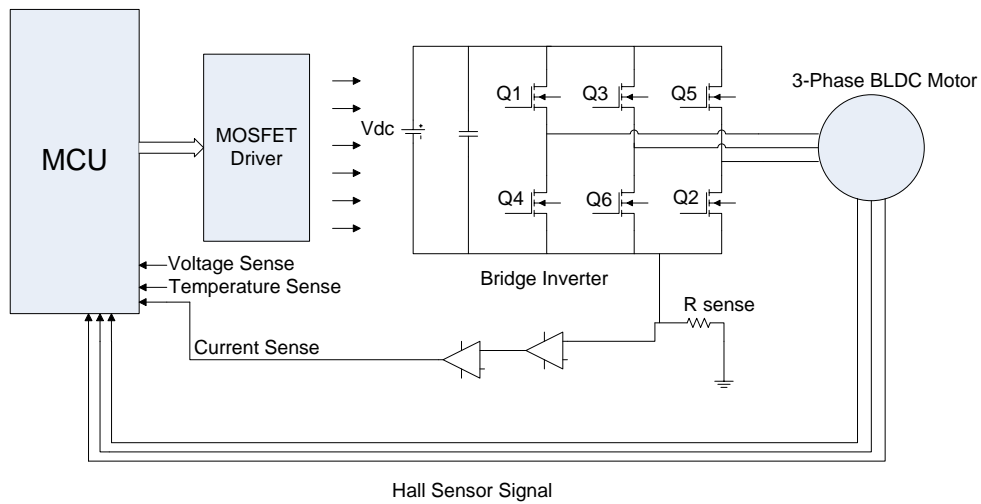 3-Phase BLDC Motor
Q1
Q3
Q5
MCU
MOSFET
Driver
Vdc
+
Q4
Q6
Q2
Voltage Sense
Temperature Sense
Bridge Inverter
R sense
Current Sense
Hall Sensor Signal